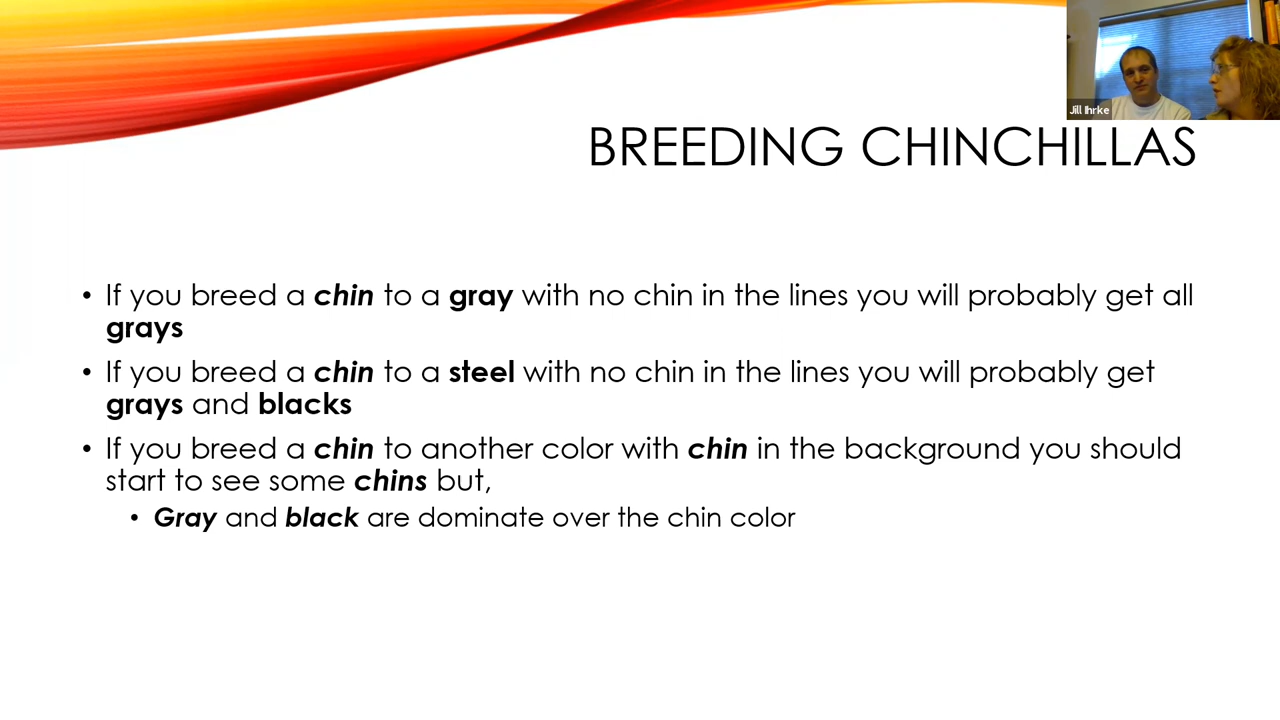 Jill Ihrke
BREEDING CHINCHILLAS
• If you breed a chin to a gray with no chin in the lines you will probably get all
grays
• If you breed a chin to a steel with no chin in the lines you will probably get
grays and blacks
• If you breed a chin to another color with chin in the background you should
start to see some chins but,
• Gray and black are dominate over the chin color